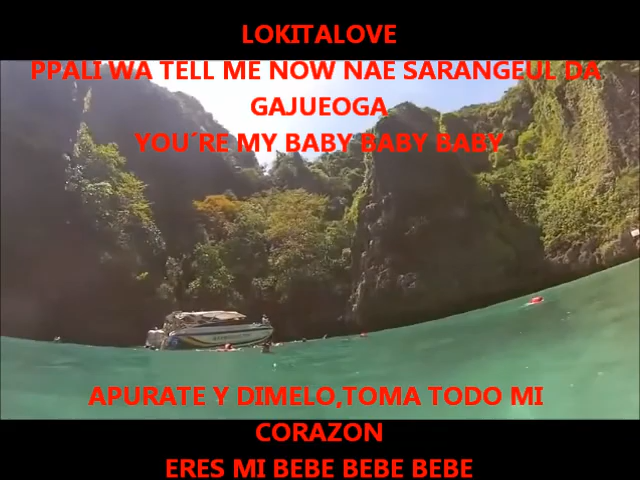 LOKITALOVE
PPALI WA TELL ME NOW NAE SARANGEUL DA
GAJUEOGA
YOU´RE MY BABY BABY BABY
APURATE Y DIMELO,TOMA TODO MI
CORAZON
ERES MI BEBE BEBE BEBE